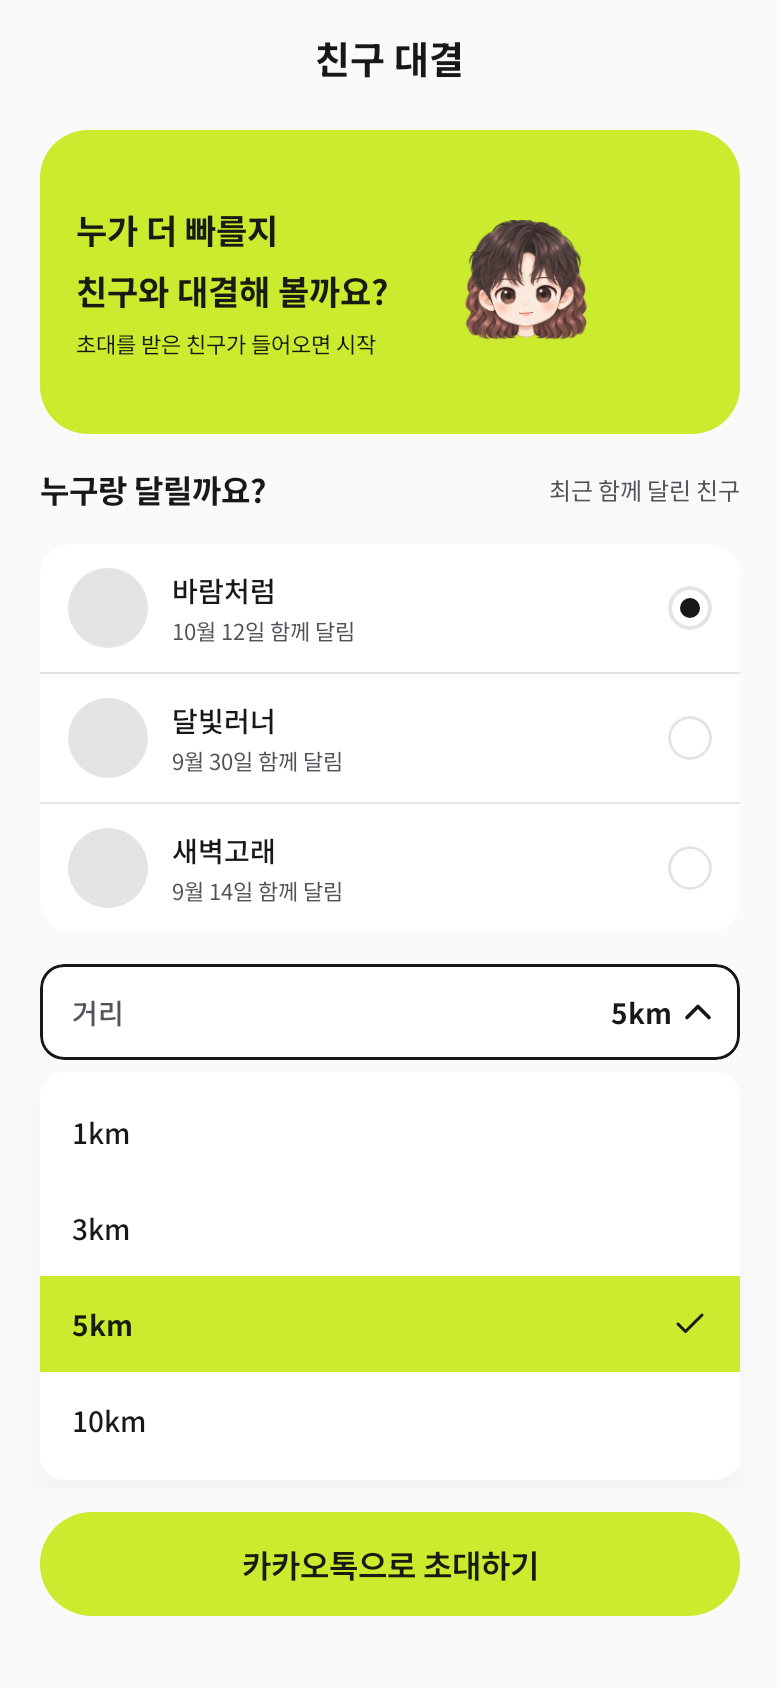 친구 대결
누가 더 빠를지
친구와 대결해 볼까요?
초대를 받은 친구가 들어오면 시작
누구랑 달릴까요?
최근 함께 달린 친구
바람처럼
10월 12일 함께 달림
달빛러너
9월 30일 함께 달림
새벽고래
9월 14일 함께 달림
거리
5km
1km
3km
5km
10km
카카오톡으로 초대하기